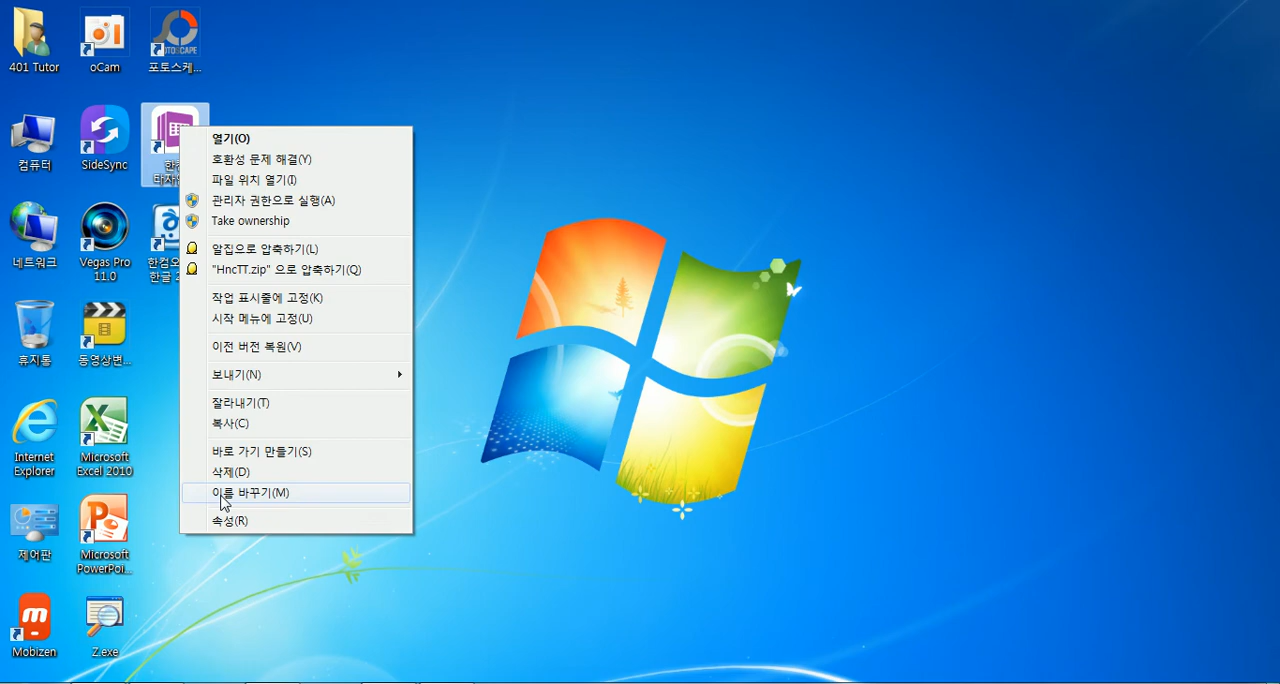 401 Tutor
oCam
포토스케...
컴퓨터
SideSync
네트워크
Vegas Pro
11.0
휴지통
동영상변...
Internet
Explorer
Microsoft
Excel 2010
제어판
Microsoft
PowerPoi...
Mobizen
Z.exe
열기(O)
호환성 문제 해결(Y)
파일 위치 열기(I)
관리자 권한으로 실행(A)
Take ownership
알집으로 압축하기(L)
"HncTT.zip" 으로 압축하기(Q)
작업 표시줄에 고정(K)
시작 메뉴에 고정(U)
이전 버전 복원(V)
보내기(N)
잘라내기(T)
복사(C)
바로 가기 만들기(S)
삭제(D)
이름 바꾸기(M)
속성(R)